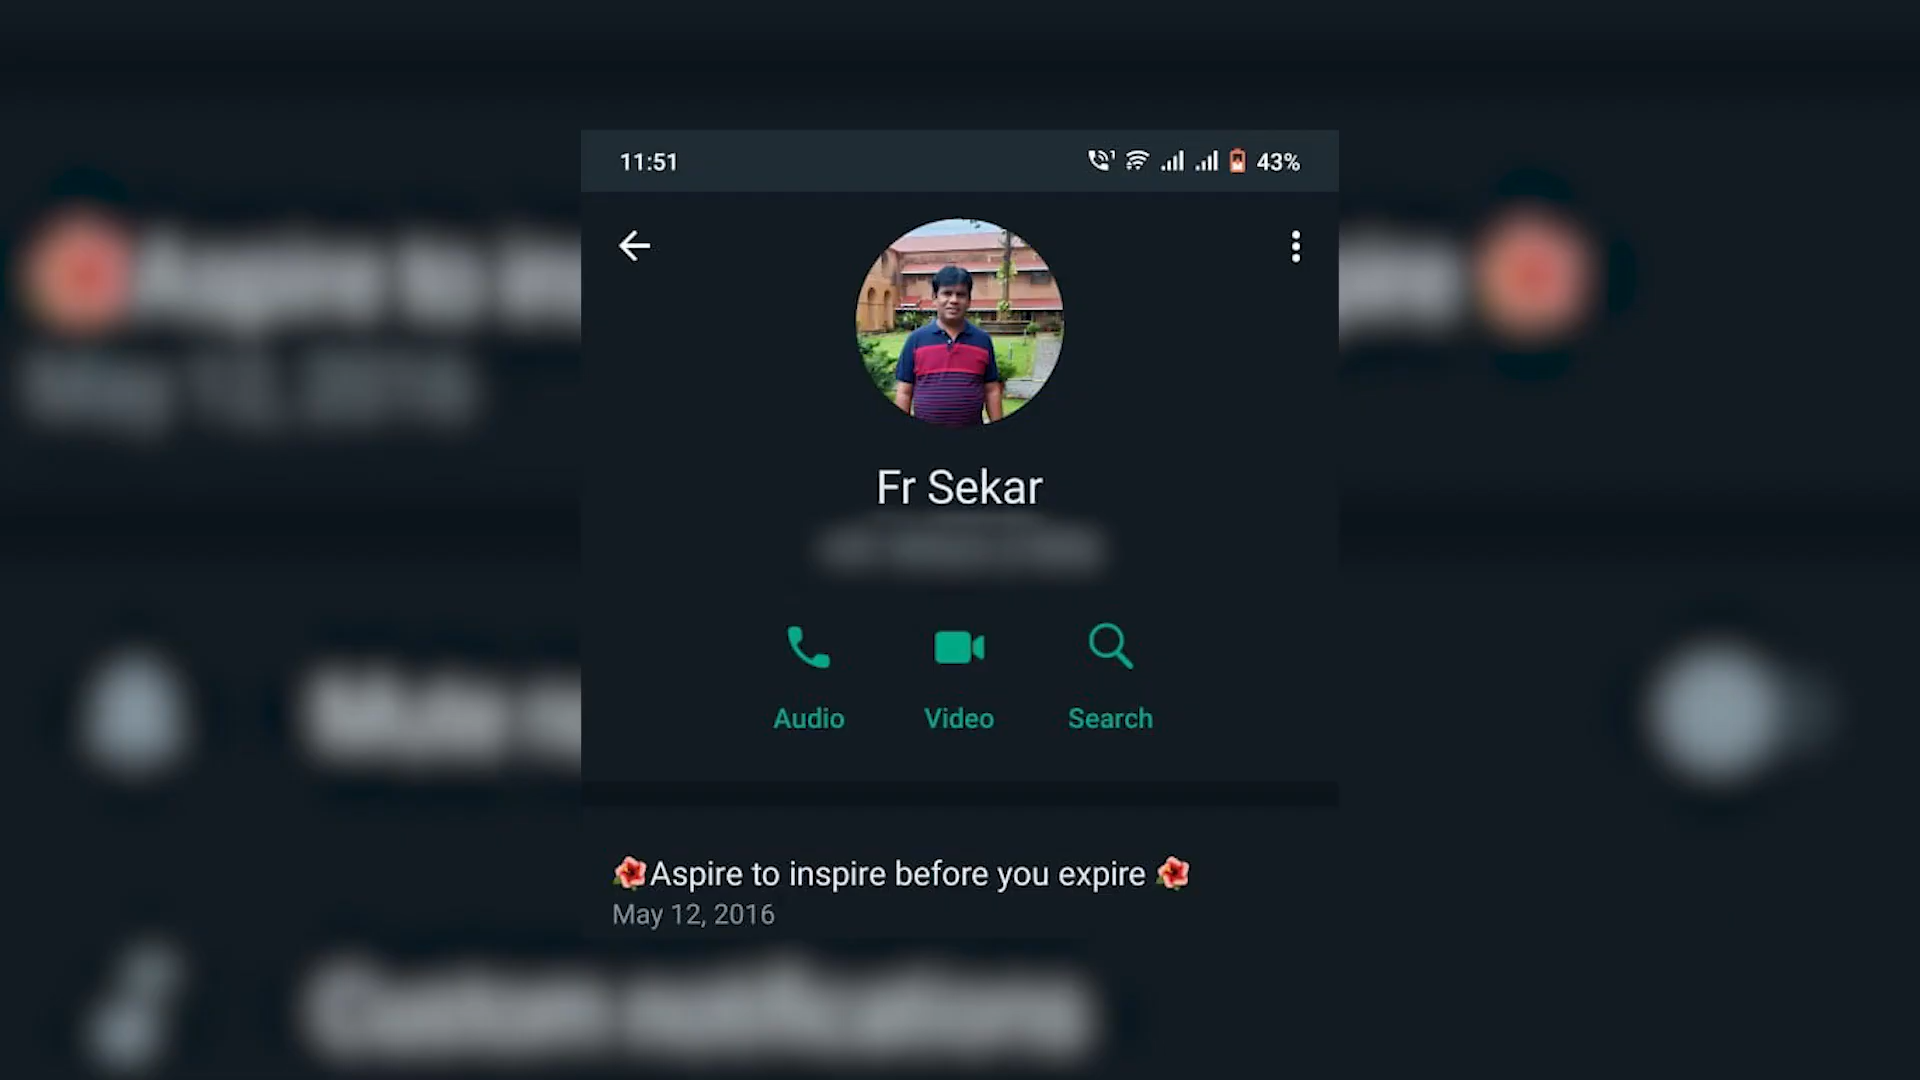 11:51 43%
Fr Sekar
Audio Video Search
🌺Aspire to inspire before you expire 🌺
May 12, 2016